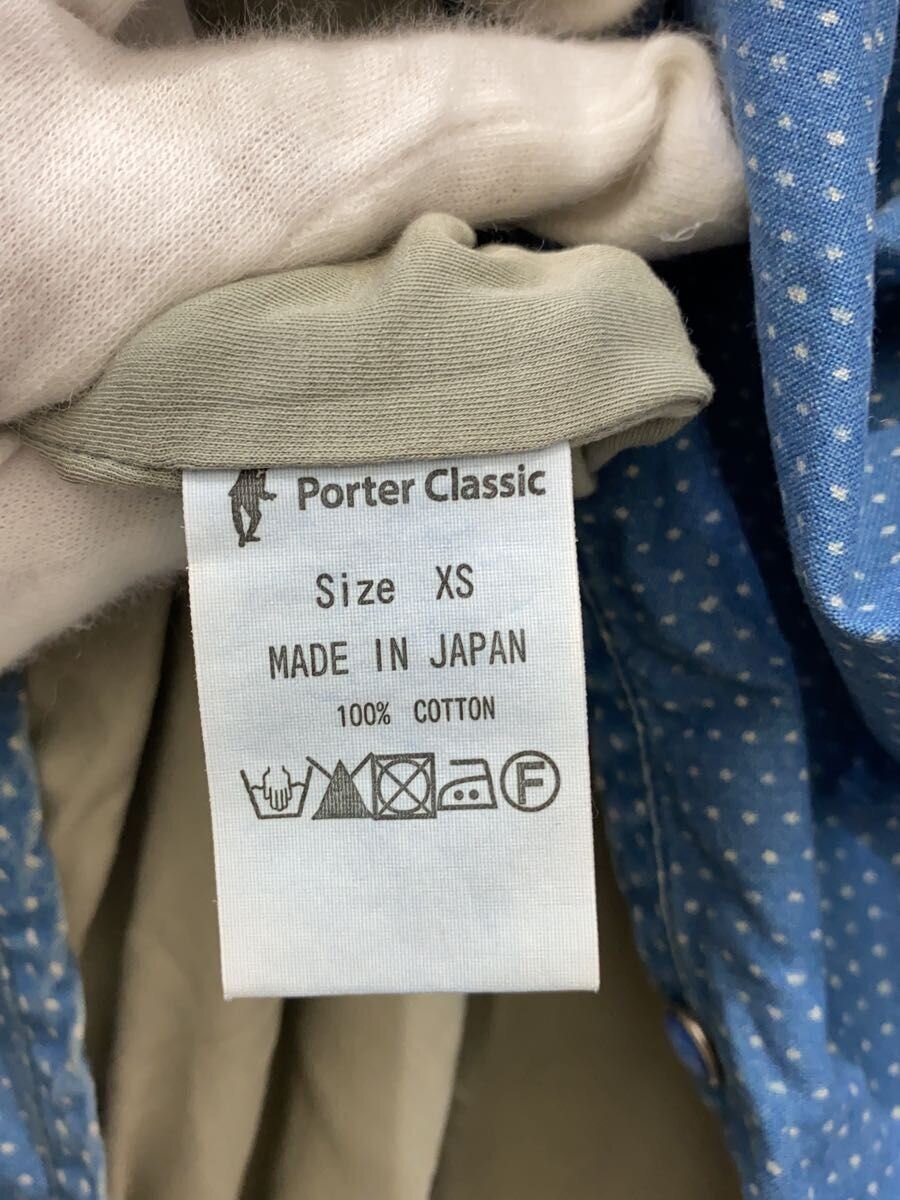 Porter Classic
Size XS
MADE IN JAPAN
100% COTTON
F